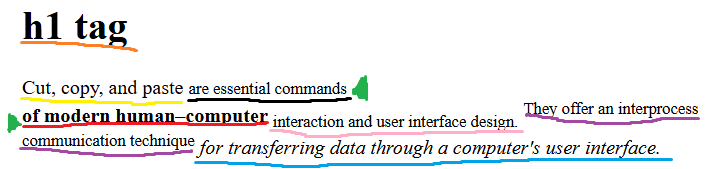 h1 tag
Cut, copy, and paste are essential commands
of modern human–computer interaction and user interface design. They offer an interprocess
communication technique for transferring data through a computer's user interface.